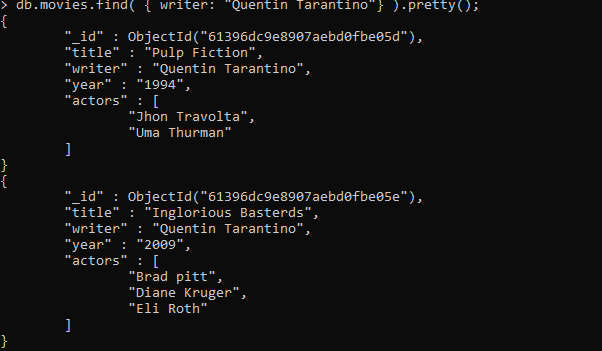 > db.movies.find( { writer: "Quentin Tarantino"} ).pretty();
{
        "_id" : ObjectId("61396dc9e8907aebd0fbe05d"),
        "title" : "Pulp Fiction",
        "writer" : "Quentin Tarantino",
        "year" : "1994",
        "actors" : [
                "Jhon Travolta",
                "Uma Thurman"
        ]
}
{
        "_id" : ObjectId("61396dc9e8907aebd0fbe05e"),
        "title" : "Inglorious Basterds",
        "writer" : "Quentin Tarantino",
        "year" : "2009",
        "actors" : [
                "Brad pitt",
                "Diane Kruger",
                "Eli Roth"
        ]
}